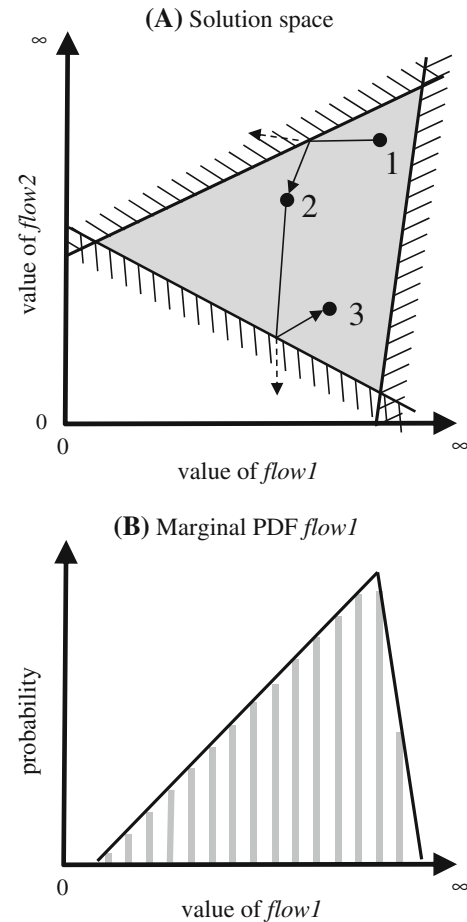 (A) Solution space
∞
value of flow2
1
2
3
0
0
∞
value of flow1
(B) Marginal PDF flow1
probability
0
∞
value of flow1